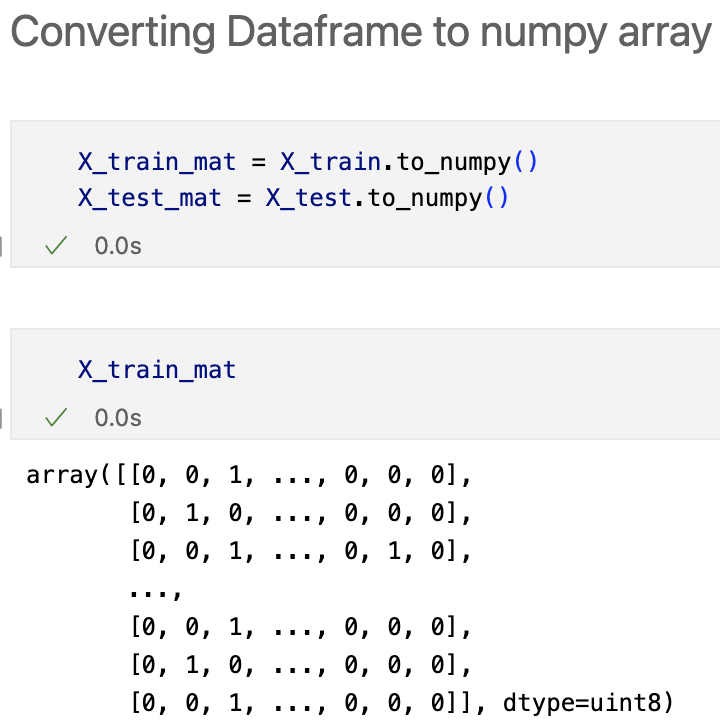 Converting Dataframe to numpy array
X_train_mat = X_train.to_numpy()
X_test_mat = X_test.to_numpy()
✓ 0.0s
X_train_mat
✓ 0.0s
array([[0, 0, 1, ..., 0, 0, 0],
[0, 1, 0, ..., 0, 0, 0],
[0, 0, 1, ..., 0, 1, 0],
...,
[0, 0, 1, ..., 0, 0, 0],
[0, 1, 0, ..., 0, 0, 0],
[0, 0, 1, ..., 0, 0, 0]], dtype=uint8)